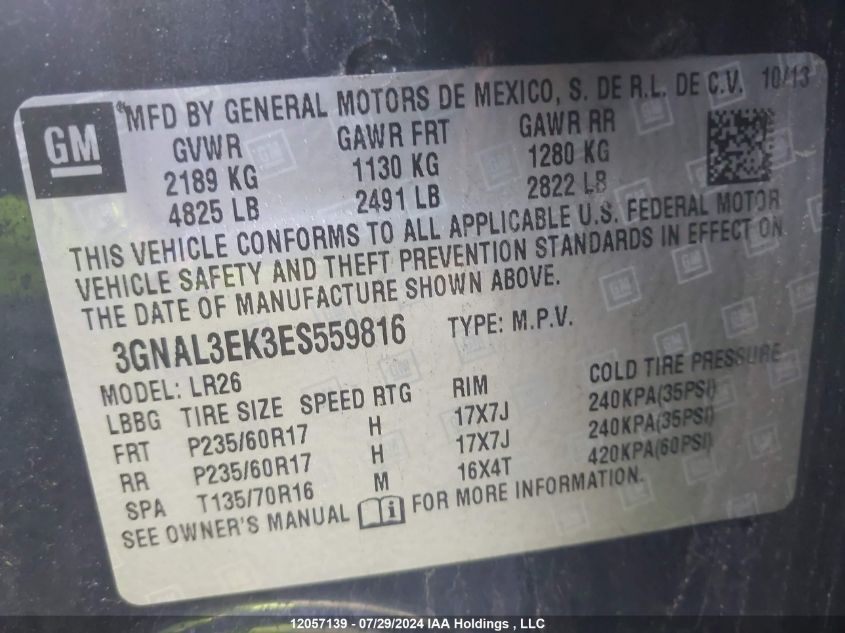 MFD BY GENERAL MOTORS DE MEXICO, S. DE R.L. DE C.V. 10/13
GM
GVWR GAWR FRT GAWR RR
2189 KG 1130 KG 1280 KG
4825 LB 2491 LB 2822 LB
THIS VEHICLE CONFORMS TO ALL APPLICABLE U.S. FEDERAL MOTOR
VEHICLE SAFETY AND THEFT PREVENTION STANDARDS IN EFFECT ON
THE DATE OF MANUFACTURE SHOWN ABOVE.
3GNAL3EK3ES559816 TYPE: M.P.V.
MODEL: LR26
LBBG TIRE SIZE SPEED RTG RIM COLD TIRE PRESSURE
FRT P235/60R17 H 17X7J 240KPA(35PSI)
RR P235/60R17 H 17X7J 240KPA(35PSI)
SPA T135/70R16 M 16X4T 420KPA(60PSI)
SEE OWNER'S MANUAL i FOR MORE INFORMATION.
12057139 - 07/29/2024 IAA Holdings , LLC